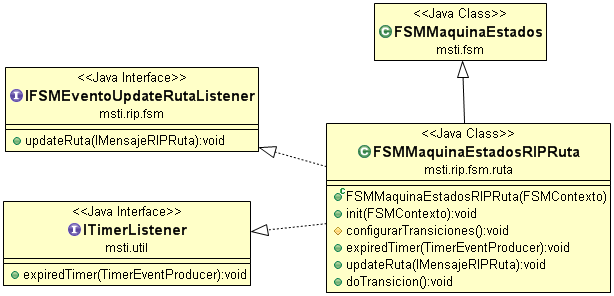 <<Java Class>>
FSMMaquinaEstados
msti.fsm
<<Java Interface>>
IFSMEventoUpdateRutaListener
msti.rip.fsm
updateRuta(IMensajeRIPRuta):void
<<Java Class>>
FSMMaquinaEstadosRIPRuta
msti.rip.fsm.ruta
FSMMaquinaEstadosRIPRuta(FSMContexto)
init(FSMContexto):void
configurarTransiciones():void
expiredTimer(TimerEventProducer):void
updateRuta(IMensajeRIPRuta):void
doTransicion():void
<<Java Interface>>
ITimerListener
msti.util
expiredTimer(TimerEventProducer):void